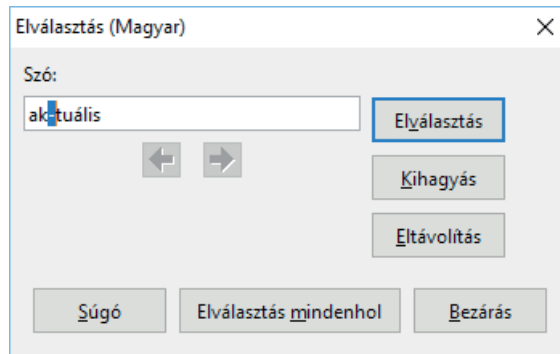 Elválasztás (Magyar)
Szó:
ak-tuális
Elválasztás
Kihagyás
Eltávolítás
Súgó Elválasztás mindenhol Bezárás